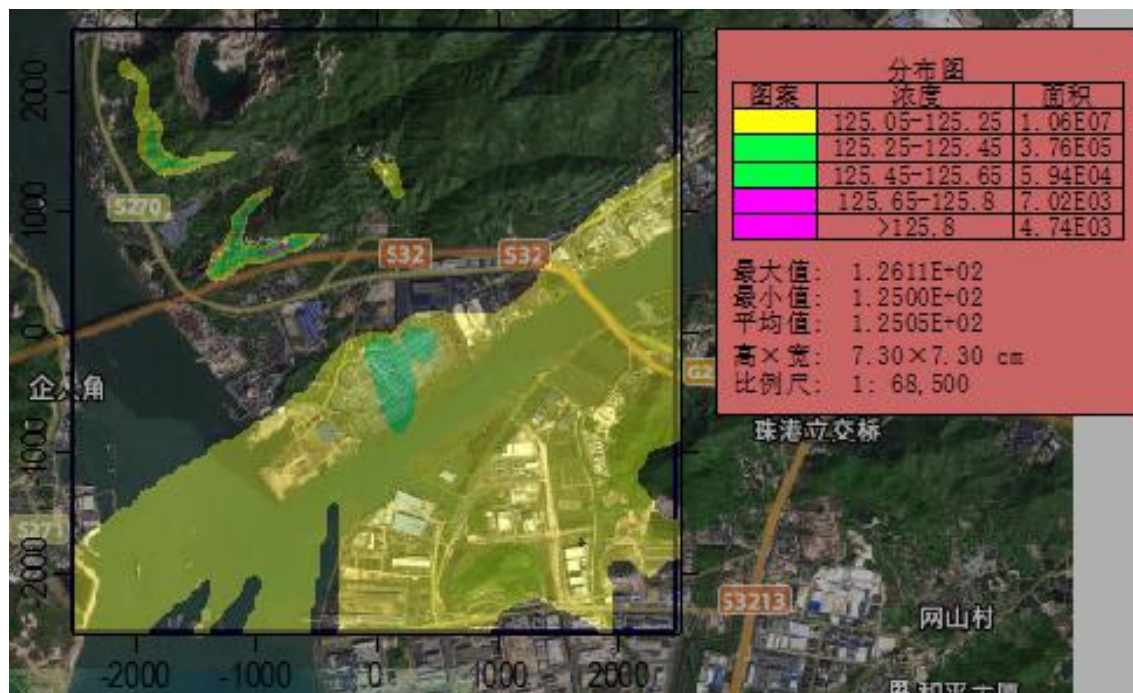 分布图
图案 浓度 面积
125.05-125.25 1.06E07
125.25-125.45 3.76E05
125.45-125.65 5.94E04
125.65-125.8 7.02E03
>125.8 4.74E03
最大值: 1.2611E+02
最小值: 1.2500E+02
平均值: 1.2505E+02
高×宽: 7.30×7.30 cm
比例尺: 1: 68,500
2000
1000
0
-1000
-2000
S270
S32
S32
G2
企人角
珠港立交桥
S3213
网山村
-2000
-1000
0
1000
2000